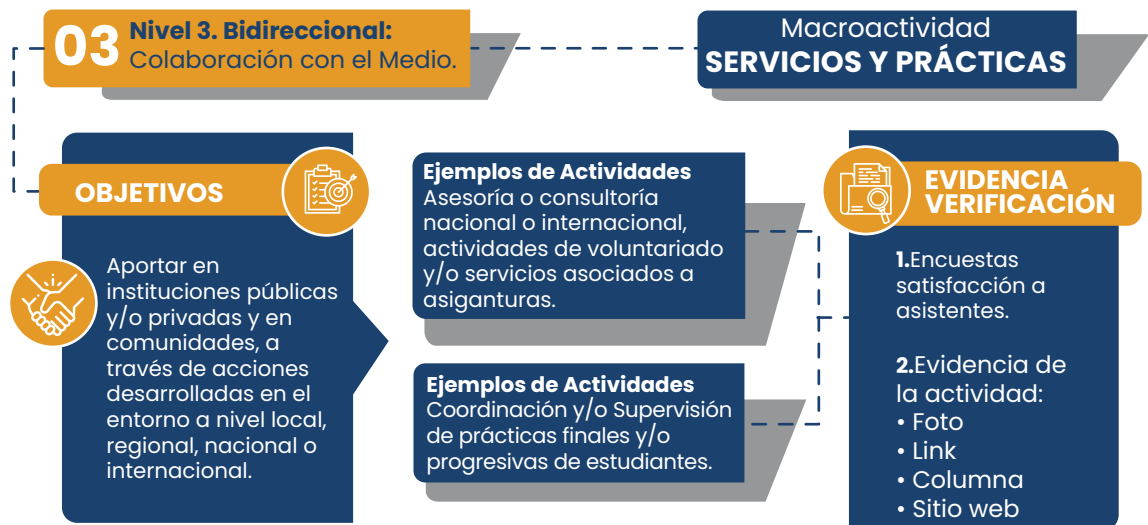 03
Nivel 3. Bidireccional:
Colaboración con el Medio.
Macroactividad
SERVICIOS Y PRÁCTICAS
OBJETIVOS
Aportar en
instituciones públicas
y/o privadas y en
comunidades, a
través de acciones
desarrolladas en el
entorno a nivel local,
regional, nacional o
internacional.
Ejemplos de Actividades
Asesoría o consultoría
nacional o internacional,
actividades de voluntariado
y/o servicios asociados a
asiganturas.
Ejemplos de Actividades
Coordinación y/o Supervisión
de prácticas finales y/o
progresivas de estudiantes.
EVIDENCIA
VERIFICACIÓN
1.Encuestas
satisfacción a
asistentes.
2.Evidencia de
la actividad:
• Foto
• Link
• Columna
• Sitio web